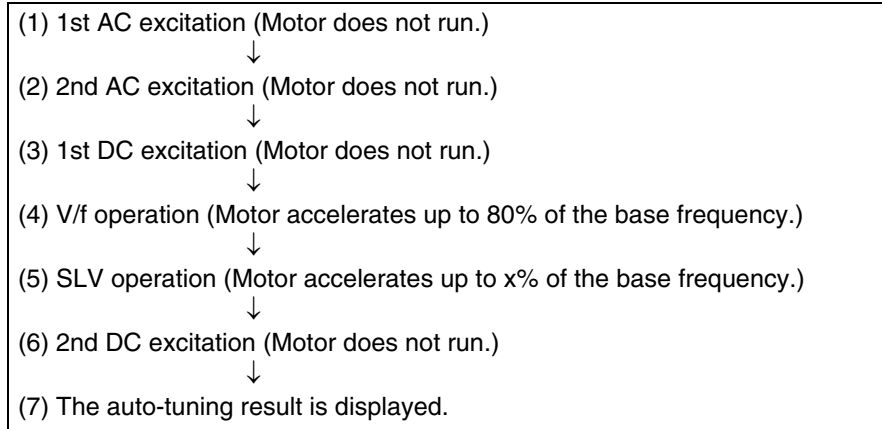 (1) 1st AC excitation (Motor does not run.)
↓
(2) 2nd AC excitation (Motor does not run.)
↓
(3) 1st DC excitation (Motor does not run.)
↓
(4) V/f operation (Motor accelerates up to 80% of the base frequency.)
↓
(5) SLV operation (Motor accelerates up to x% of the base frequency.)
↓
(6) 2nd DC excitation (Motor does not run.)
↓
(7) The auto-tuning result is displayed.